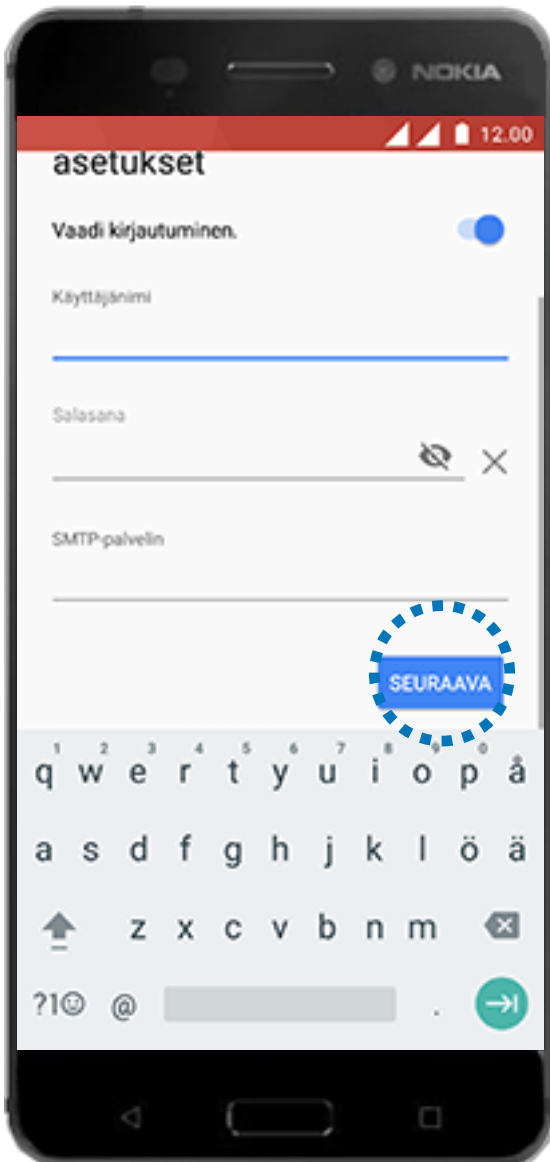 NOKIA
12.00
asetukset
Vaadi kirjautuminen.
Käyttäjänimi
Salasana
SMTP-palvelin
SEURAAVA
1 2 3 4 5 6 7 8 9 0
q w e r t y u i o p å
a s d f g h j k l ö ä
z x c v b n m
?1☺ @ .